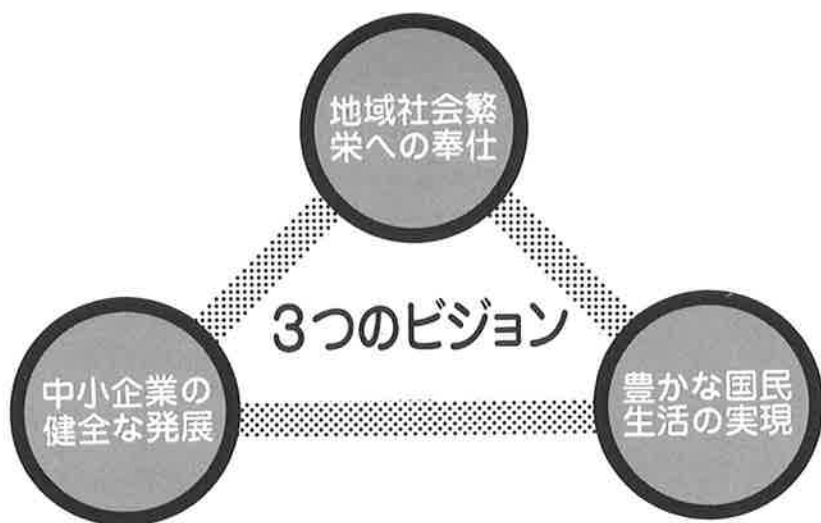 地域社会繁
栄への奉仕
3つのビジョン
中小企業の
健全な発展
豊かな国民
生活の実現